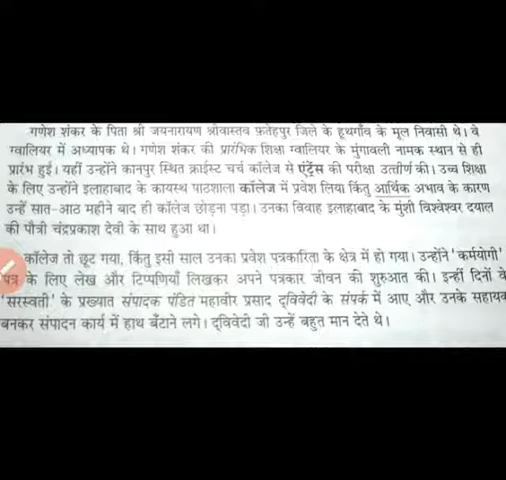 गणेश शंकर के पिता श्री जयनारायण श्रीवास्तव फ़तेहपुर जिले के हथगाँव के मूल निवासी थे। वे
ग्वालियर में अध्यापक थे। गणेश शंकर की प्रारंभिक शिक्षा ग्वालियर के मुंगावली नामक स्थान से ही
प्रारंभ हुई। यहीं उन्होंने कानपुर स्थित क्राईस्ट चर्च कॉलेज से एंट्रेंस की परीक्षा उत्तीर्ण की। उच्च शिक्षा
के लिए उन्होंने इलाहाबाद के कायस्थ पाठशाला कॉलेज में प्रवेश लिया किंतु आर्थिक अभाव के कारण
उन्हें सात-आठ महीने बाद ही कॉलेज छोड़ना पड़ा। उनका विवाह इलाहाबाद के मुंशी विश्वेश्वर दयाल
की पौत्री चंद्रप्रकाश देवी के साथ हुआ था।
कॉलेज तो छूट गया, किंतु इसी साल उनका प्रवेश पत्रकारिता के क्षेत्र में हो गया। उन्होंने 'कर्मयोगी'
पत्र के लिए लेख और टिप्पणियाँ लिखकर अपने पत्रकार जीवन की शुरुआत की। इन्हीं दिनों वे
'सरस्वती' के प्रख्यात संपादक पंडित महावीर प्रसाद द्विवेदी के संपर्क में आए और उनके सहायक
बनकर संपादन कार्य में हाथ बँटाने लगे। द्विवेदी जी उन्हें बहुत मान देते थे।